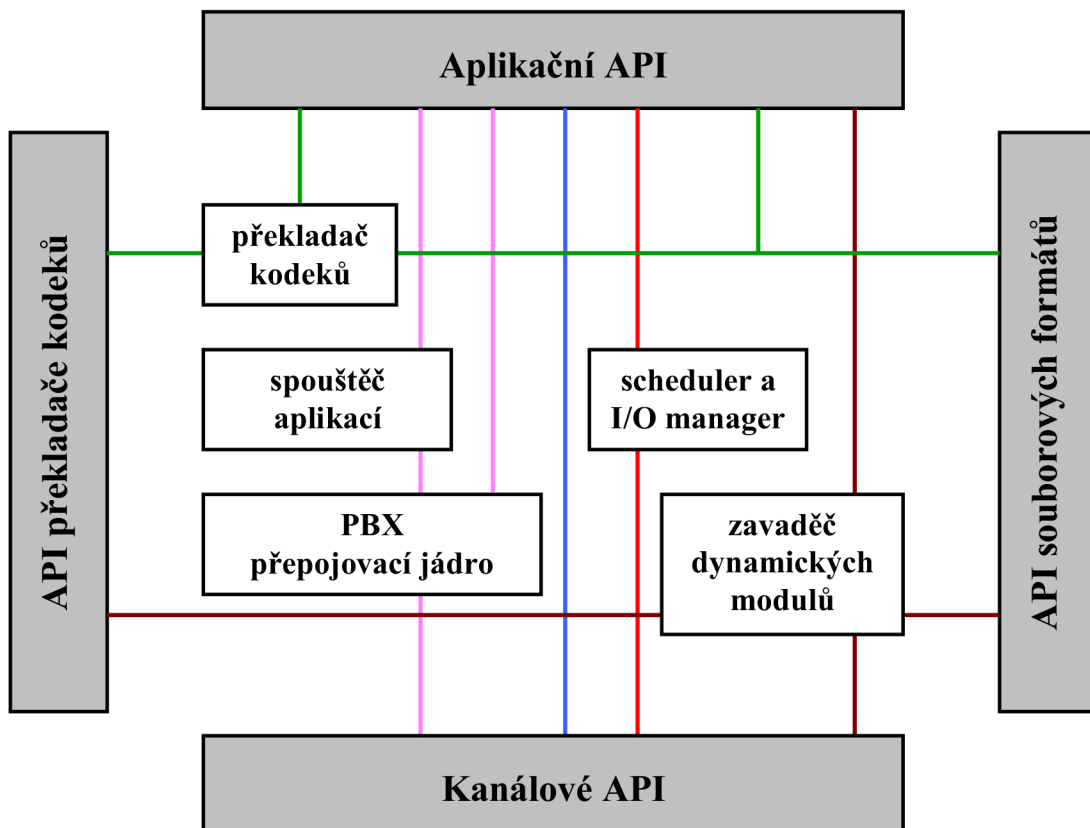 Aplikační API
API překladače kodeků
překladač
kodeků
API souborových formátů
spouštěč
aplikací
scheduler a
I/O manager
PBX
přepojovací jádro
zavaděč
dynamických
modulů
Kanálové API